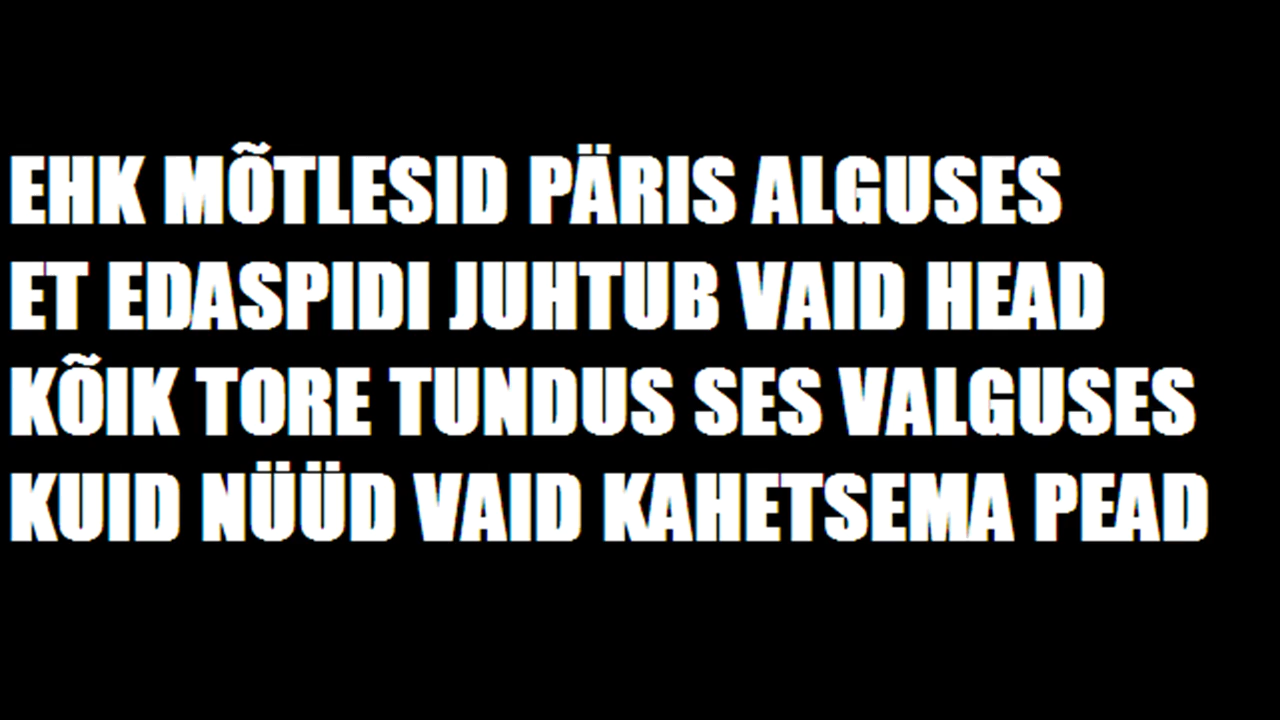 EHK MÕTLESID PÄRIS ALGUSES
ET EDASPIDI JUHTUB VAID HEAD
KÕIK TORE TUNDUS SES VALGUSES
KUID NÜÜD VAID KAHETSEMA PEAD